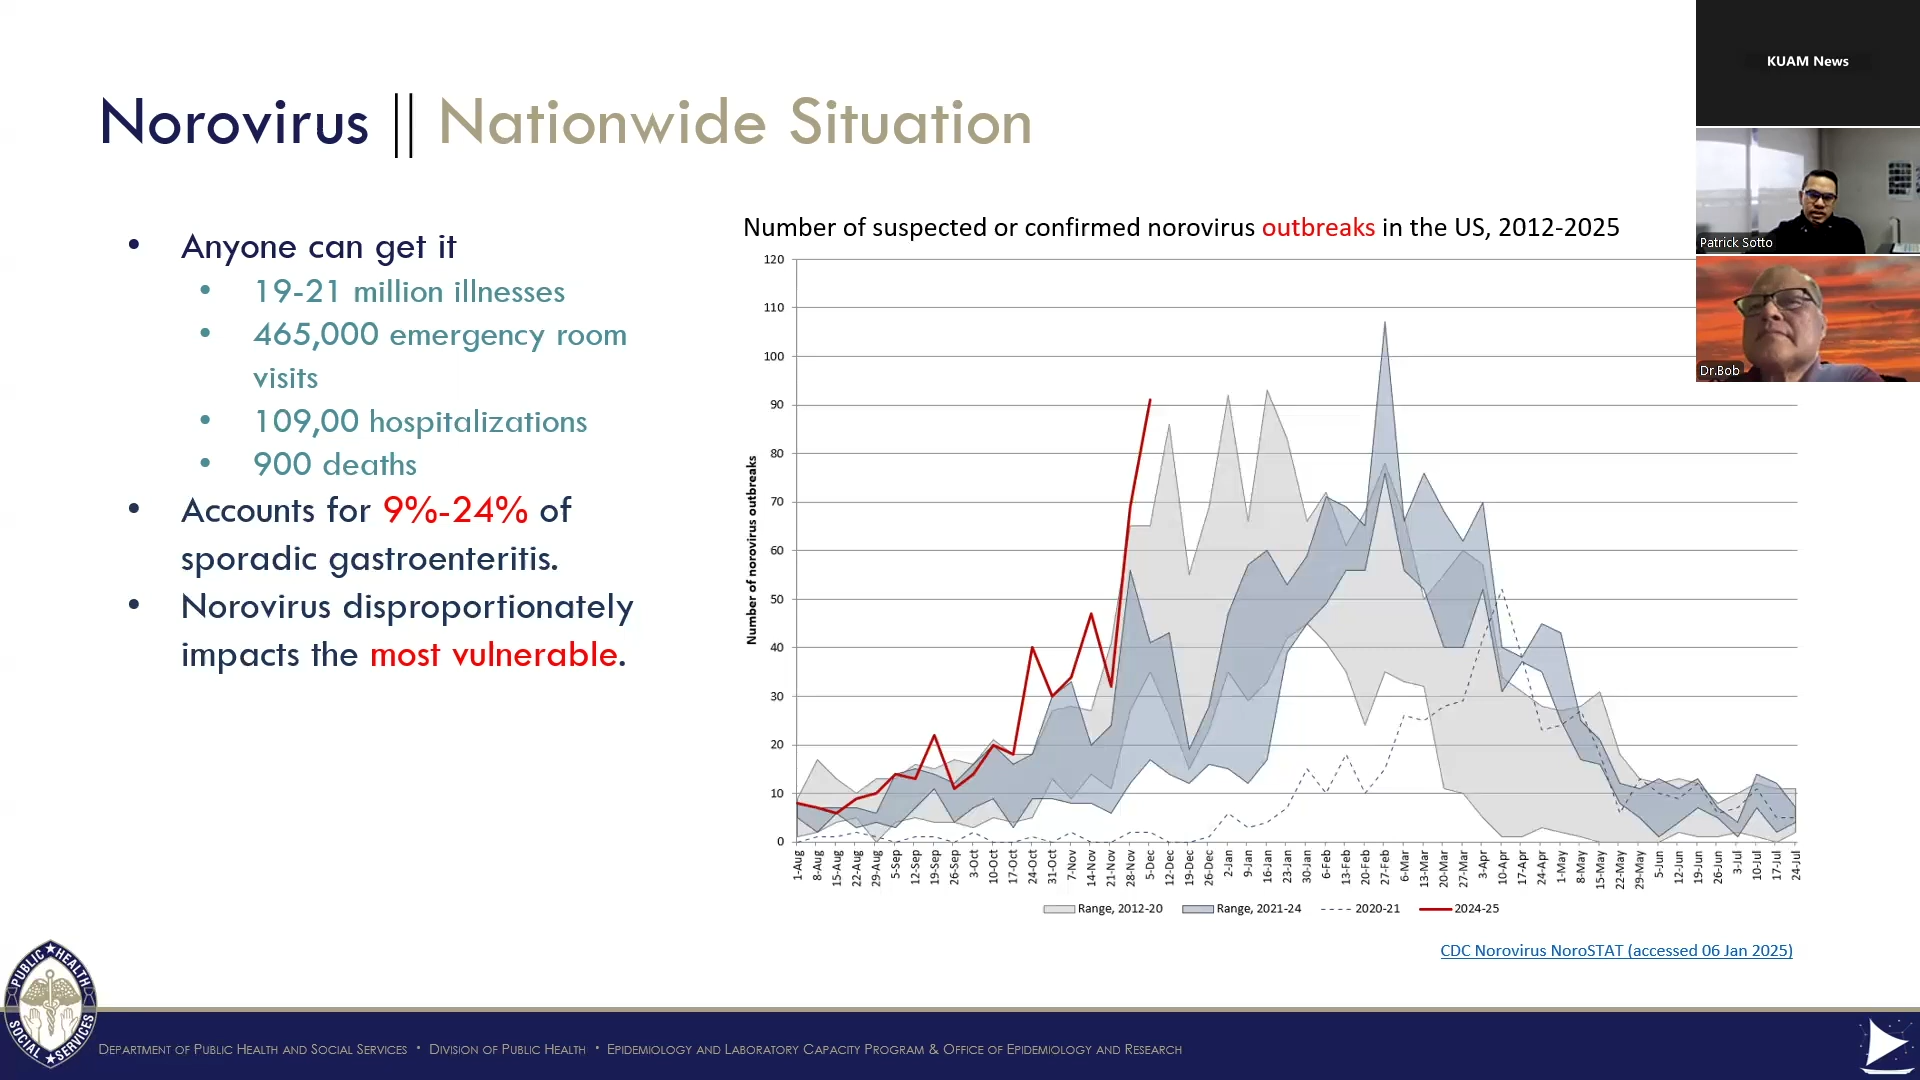 KUAM News
Norovirus || Nationwide Situation
Patrick Sotto
Dr.Bob
• Anyone can get it
• 19-21 million illnesses
• 465,000 emergency room
visits
• 109,00 hospitalizations
• 900 deaths
• Accounts for 9%-24% of
sporadic gastroenteritis.
• Norovirus disproportionately
impacts the most vulnerable.
Number of suspected or confirmed norovirus outbreaks in the US, 2012-2025
Number of norovirus outbreaks
120
110
100
90
80
70
60
50
40
30
20
10
0
1-Aug
8-Aug
15-Aug
22-Aug
29-Aug
5-Sep
12-Sep
19-Sep
26-Sep
3-Oct
10-Oct
17-Oct
24-Oct
31-Oct
7-Nov
14-Nov
21-Nov
28-Nov
5-Dec
12-Dec
19-Dec
26-Dec
2-Jan
9-Jan
16-Jan
23-Jan
30-Jan
6-Feb
13-Feb
20-Feb
27-Feb
6-Mar
13-Mar
20-Mar
27-Mar
3-Apr
10-Apr
17-Apr
24-Apr
1-May
8-May
15-May
22-May
29-May
5-Jun
12-Jun
19-Jun
26-Jun
3-Jul
10-Jul
17-Jul
24-Jul
Range, 2012-20 Range, 2021-24 2020-21 2024-25
CDC Norovirus NoroSTAT (accessed 06 Jan 2025)
PUBLIC HEALTH
SOCIAL SERVICES
DEPARTMENT OF PUBLIC HEALTH AND SOCIAL SERVICES • DIVISION OF PUBLIC HEALTH • EPIDEMIOLOGY AND LABORATORY CAPACITY PROGRAM & OFFICE OF EPIDEMIOLOGY AND RESEARCH